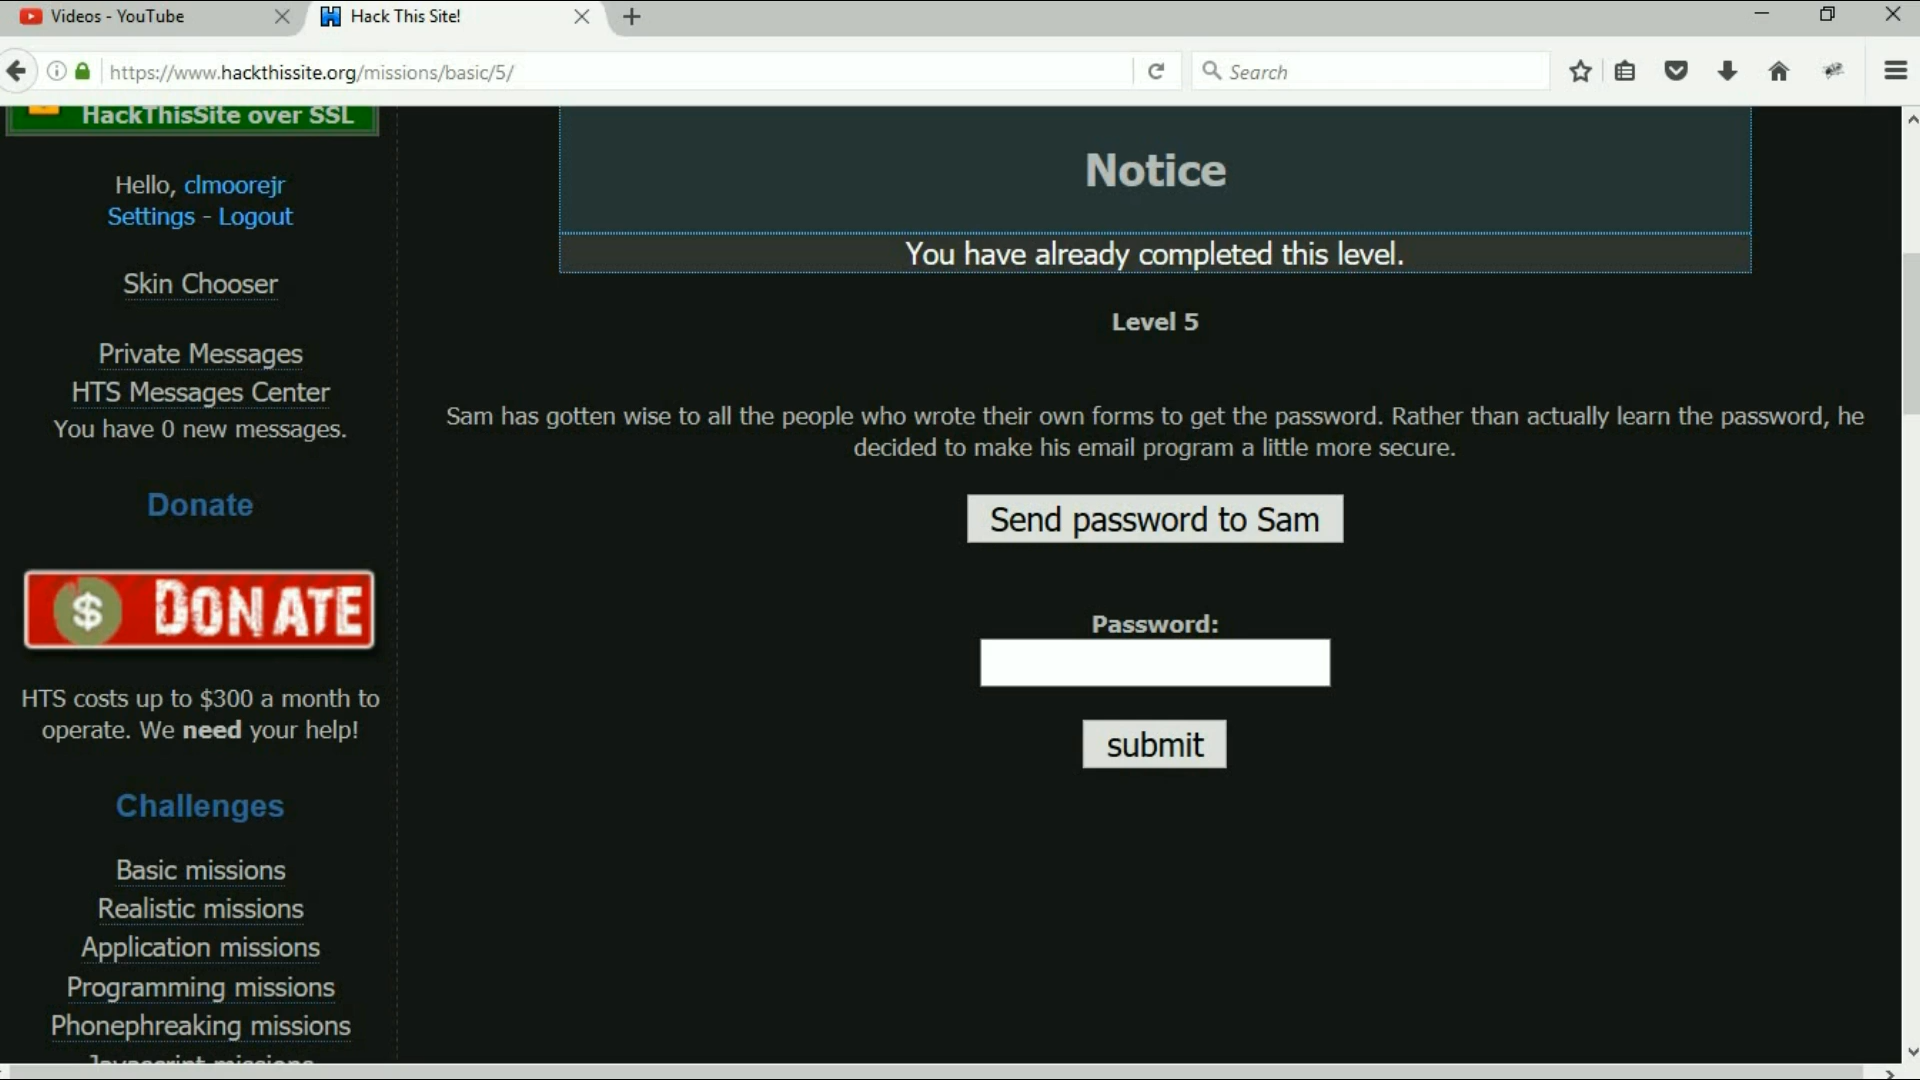 Videos - YouTube
Hack This Site!
https://www.hackthissite.org/missions/basic/5/
Search
HackThisSite over SSL
Hello, clmoorejr
Settings - Logout
Skin Chooser
Private Messages
HTS Messages Center
You have 0 new messages.
Donate
$ DONATE
HTS costs up to $300 a month to
operate. We need your help!
Challenges
Basic missions
Realistic missions
Application missions
Programming missions
Phonephreaking missions
Javascript missions
Notice
You have already completed this level.
Level 5
Sam has gotten wise to all the people who wrote their own forms to get the password. Rather than actually learn the password, he
decided to make his email program a little more secure.
Send password to Sam
Password:
submit